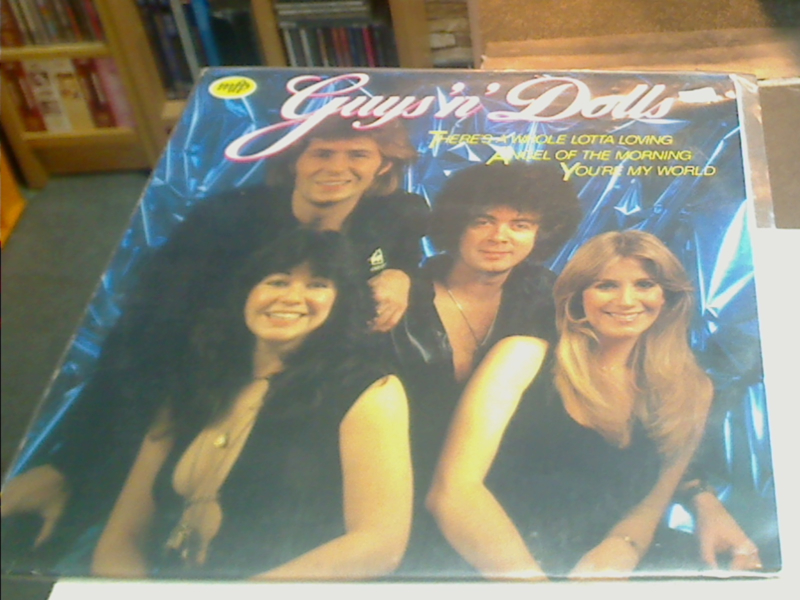 mfp
Guys 'n' Dolls
THERE'S A WHOLE LOTTA LOVING
ANGEL OF THE MORNING
YOU'RE MY WORLD